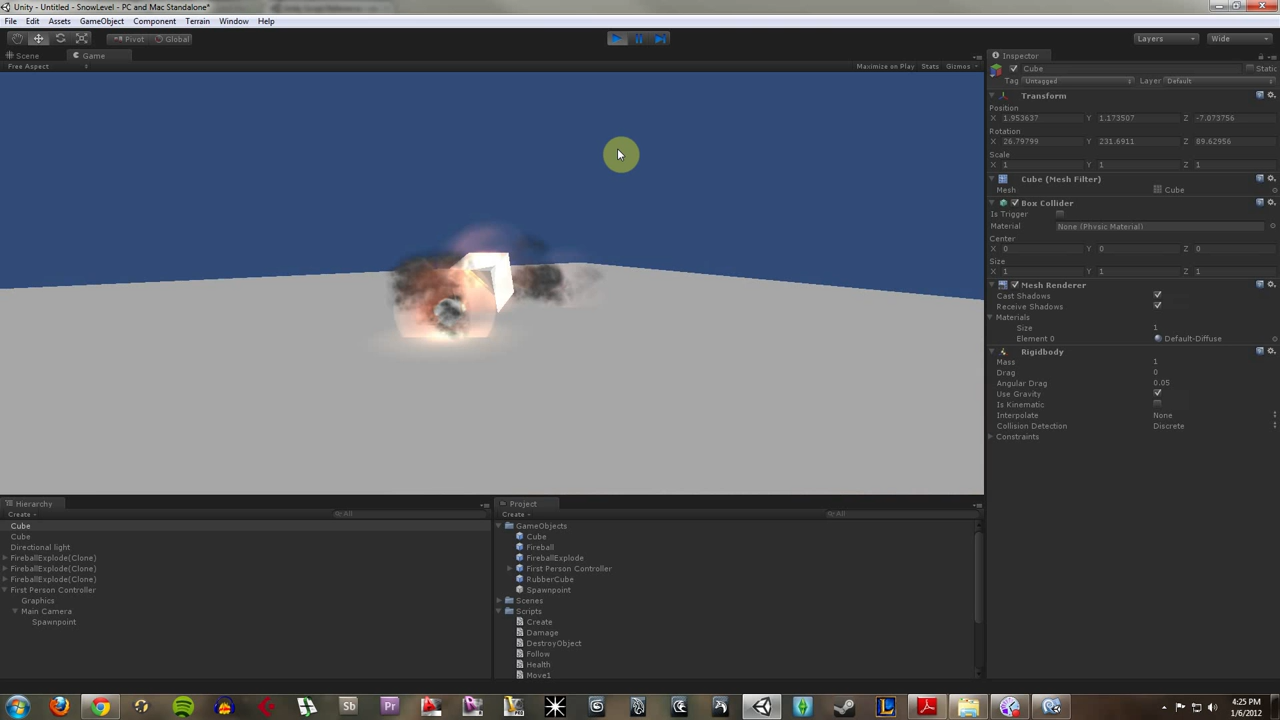 Unity - Untitled - SnowLevel - PC and Mac Standalone*
File Edit Assets GameObject Component Terrain Window Help
Pivot Global Layers Wide
Scene Game
Free Aspect Maximize on Play Stats Gizmos
Inspector
Cube Static
Tag Untagged Layer Default
Transform
Position
X 1.953637 Y 1.173507 Z -7.073756
Rotation
X 26.79799 Y 231.6911 Z 89.62956
Scale
X 1 Y 1 Z 1
Cube (Mesh Filter)
Mesh Cube
Box Collider
Is Trigger
Material None (Physic Material)
Center
X 0 Y 0 Z 0
Size
X 1 Y 1 Z 1
Mesh Renderer
Cast Shadows
Receive Shadows
Materials
Size 1
Element 0 Default-Diffuse
Rigidbody
Mass 1
Drag 0
Angular Drag 0.05
Use Gravity
Is Kinematic
Interpolate None
Collision Detection Discrete
Constraints
Hierarchy
Create All
Cube
Cube
Directional light
FireballExplode(Clone)
FireballExplode(Clone)
FireballExplode(Clone)
First Person Controller
Graphics
Main Camera
Spawnpoint
Project
Create All
GameObjects
Cube
Fireball
FireballExplode
First Person Controller
RubberCube
Spawnpoint
Scenes
Scripts
Create
Damage
DestroyObject
Follow
Health
Move1
Sb Pr
4:25 PM
1/6/2012